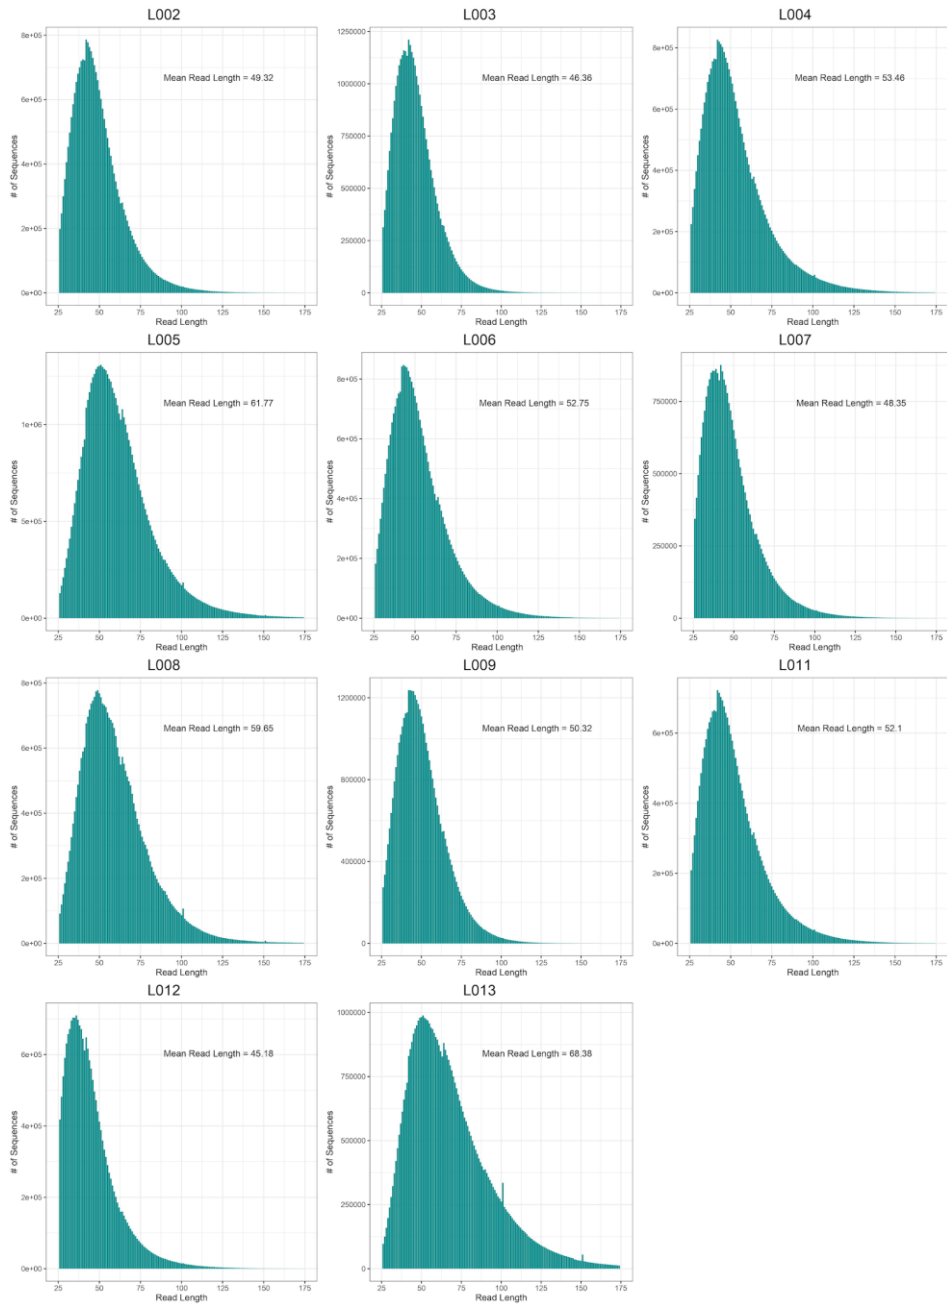 L002
8e+05
6e+05
4e+05
2e+05
0e+00
# of Sequences
Mean Read Length = 49.32
25 50 75 100 125 150 175
Read Length
L003
1250000
1000000
750000
500000
250000
0
# of Sequences
Mean Read Length = 46.36
25 50 75 100 125 150 175
Read Length
L004
8e+05
6e+05
4e+05
2e+05
0e+00
# of Sequences
Mean Read Length = 53.46
25 50 75 100 125 150 175
Read Length
L005
1e+06
5e+05
0e+00
# of Sequences
Mean Read Length = 61.77
25 50 75 100 125 150 175
Read Length
L006
8e+05
6e+05
4e+05
2e+05
0e+00
# of Sequences
Mean Read Length = 52.75
25 50 75 100 125 150 175
Read Length
L007
750000
500000
250000
0
# of Sequences
Mean Read Length = 48.35
25 50 75 100 125 150 175
Read Length
L008
8e+05
6e+05
4e+05
2e+05
0e+00
# of Sequences
Mean Read Length = 59.65
25 50 75 100 125 150 175
Read Length
L009
1200000
800000
400000
0
# of Sequences
Mean Read Length = 50.32
25 50 75 100 125 150 175
Read Length
L011
6e+05
4e+05
2e+05
0e+00
# of Sequences
Mean Read Length = 52.1
25 50 75 100 125 150 175
Read Length
L012
6e+05
4e+05
2e+05
0e+00
# of Sequences
Mean Read Length = 45.18
25 50 75 100 125 150 175
Read Length
L013
1000000
750000
500000
250000
0
# of Sequences
Mean Read Length = 68.38
25 50 75 100 125 150 175
Read Length